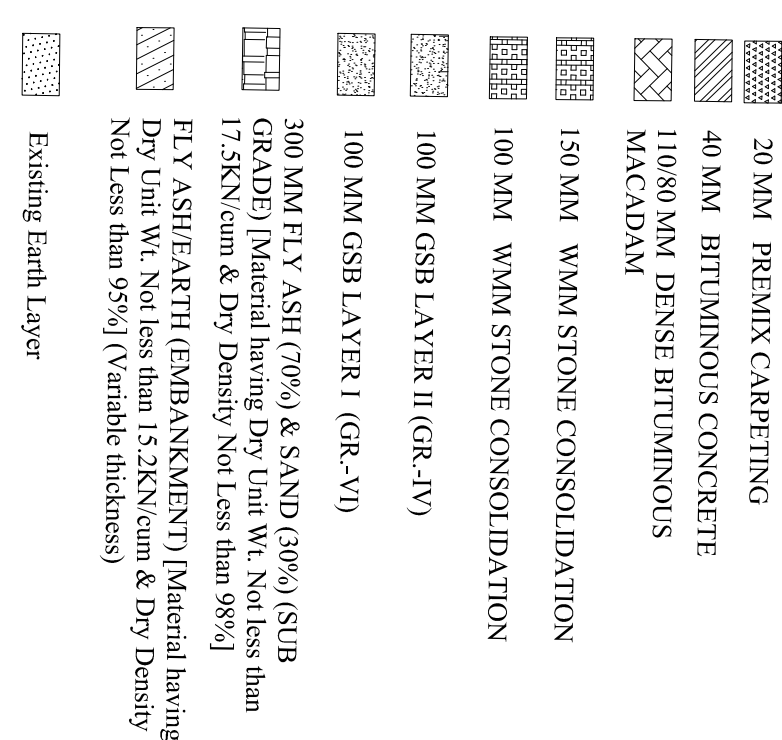 20 MM PREMIX CARPETING
40 MM BITUMINOUS CONCRETE
110/80 MM DENSE BITUMINOUS
MACADAM
150 MM WMM STONE CONSOLIDATION
100 MM WMM STONE CONSOLIDATION
100 MM GSB LAYER II (GR.-IV)
100 MM GSB LAYER I (GR.-VI)
300 MM FLY ASH (70%) & SAND (30%) (SUB
GRADE) [Material having Dry Unit Wt. Not less than
17.5KN/cum & Dry Density Not Less than 98%]
FLY ASH/EARTH (EMBANKMENT) [Material having
Dry Unit Wt. Not less than 15.2KN/cum & Dry Density
Not Less than 95%] (Variable thickness)
Existing Earth Layer